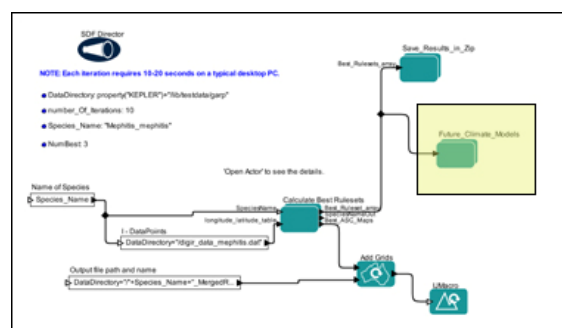 SDF Director
Save_Results_in_Zip
Best_Rulesets_array
NOTE: Each iteration requires 10-20 seconds on a typical desktop PC.
DataDirectory: property("KEPLER")+"/lib/testdata/garp"
number_Of_Iterations: 10
Species_Name: "Mephitis_mephitis"
NumBest: 3
Future_Climate_Models
'Open Actor' to see the details.
Name of Species
Species_Name
Calculate Best Rulesets
SpeciesName
Best_Ruleset_array
SpeciesNameOut
longitude_latitude_table
Best_ASC_Maps
I - DataPoints
DataDirectory+"/digir_data_mephitis.dat"
Add Grids
Output file path and name
DataDirectory+"/"+Species_Name+"_MergedR...
IJMacro